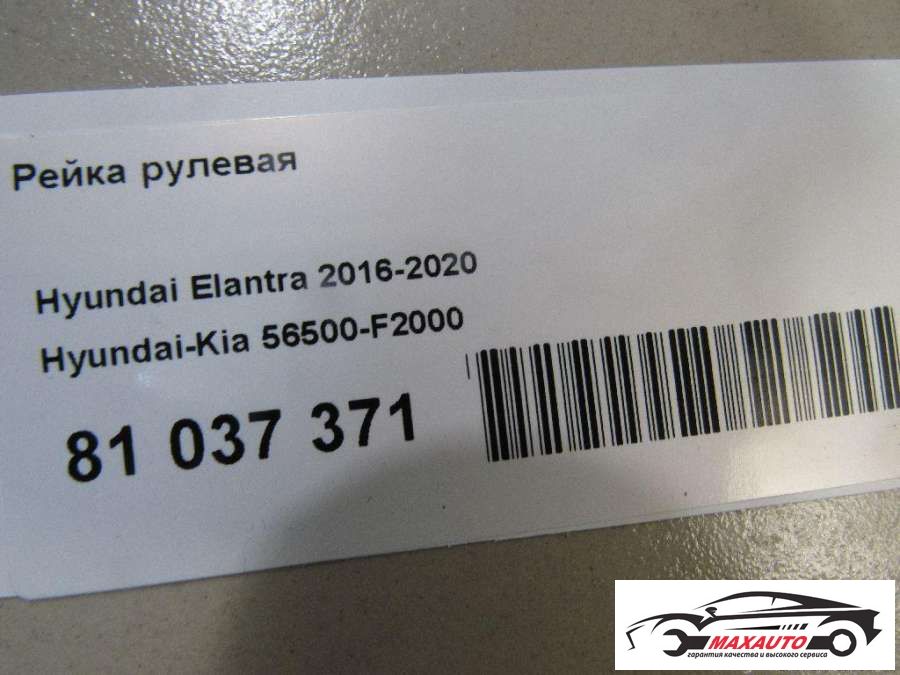 Рейка рулевая
Hyundai Elantra 2016-2020
Hyundai-Kia 56500-F2000
81 037 371
MAXAUTO
гарантия качества и высокого сервиса